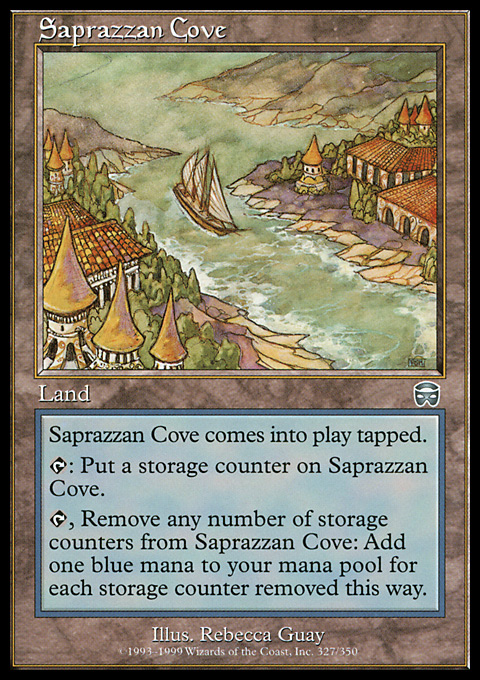 Saprazzan Cove
Land
Saprazzan Cove comes into play tapped.
: Put a storage counter on Saprazzan
Cove.
, Remove any number of storage
counters from Saprazzan Cove: Add
one blue mana to your mana pool for
each storage counter removed this way.
Illus. Rebecca Guay
©1993-1999 Wizards of the Coast, Inc. 327/350